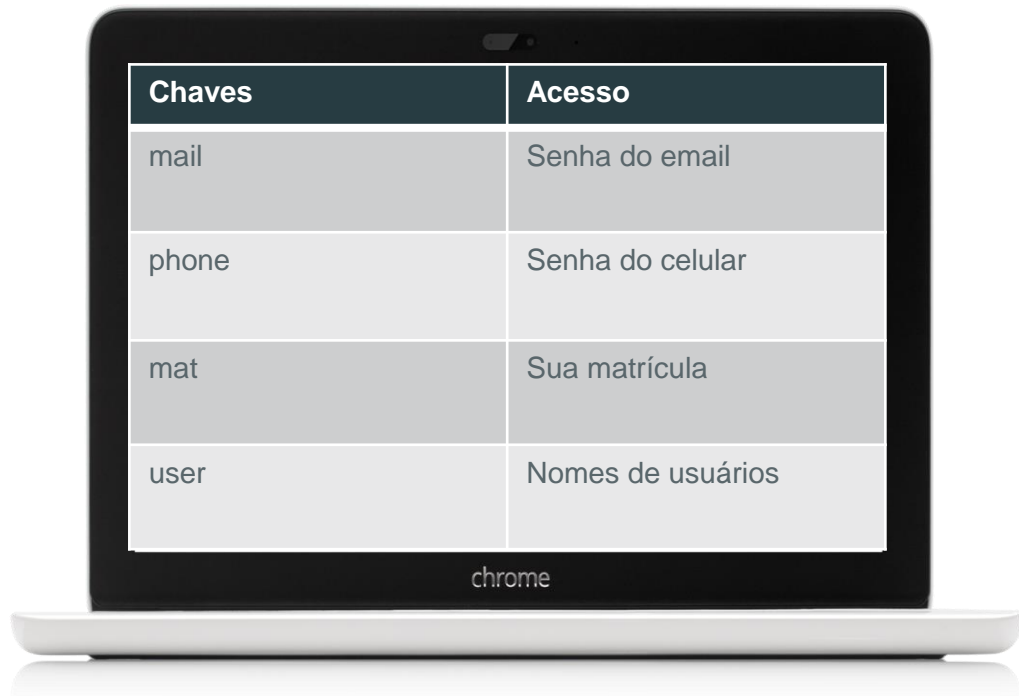 Chaves Acesso
mail Senha do email
phone Senha do celular
mat Sua matrícula
user Nomes de usuários
chrome